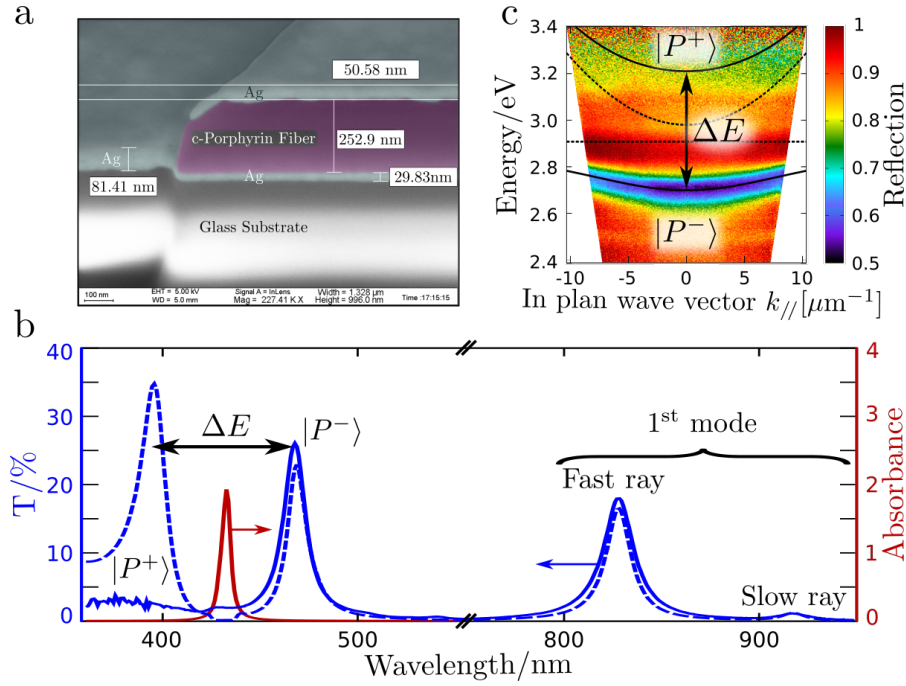 a
50.58 nm
Ag
c-Porphyrin Fiber
252.9 nm
Ag
Ag
29.83nm
81.41 nm
Glass Substrate
100 nm
EHT = 5.00 kV
WD = 5.0 mm
Signal A = InLens
Mag = 227.41 K X
Width = 1.328 µm
Height = 996.0 nm
Time :17:15:15
c
3.4
3.2
3.0
2.8
2.6
2.4
Energy/eV
|P⁺⟩
ΔE
|P⁻⟩
-10
-5
0
5
10
In plan wave vector k// [µm⁻¹]
1
0.9
0.8
0.7
0.6
0.5
Reflection
b
40
30
20
10
0
T/%
ΔE
|P⁻⟩
|P⁺⟩
1st mode
Fast ray
Slow ray
4
3
2
1
0
Absorbance
400
500
800
900
Wavelength/nm